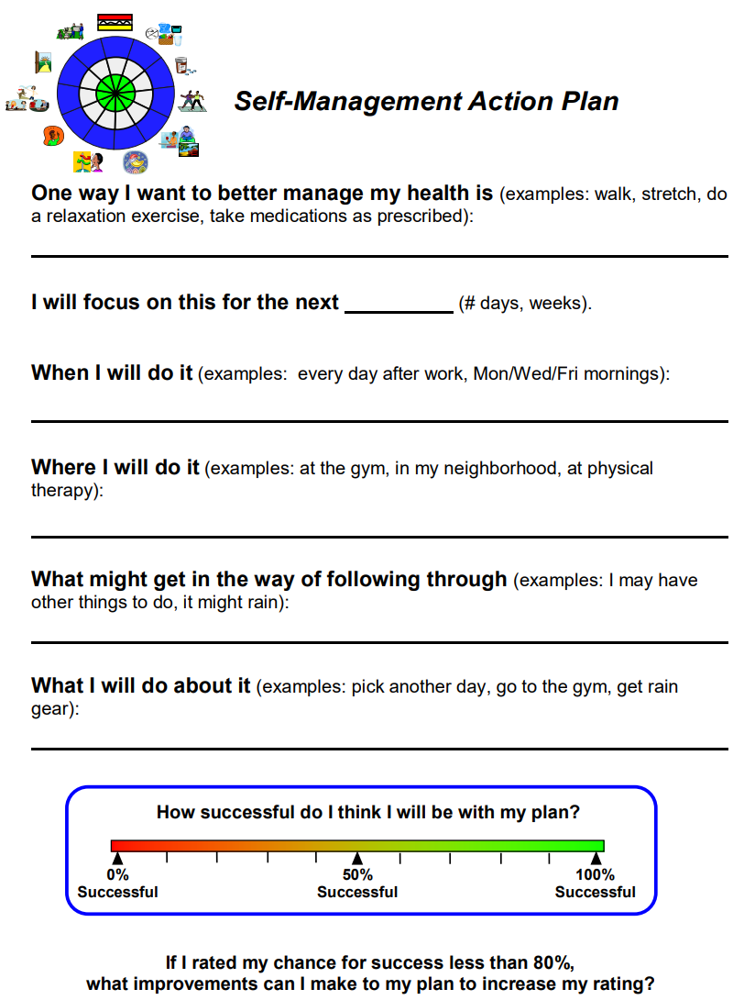 Self-Management Action Plan
One way I want to better manage my health is (examples: walk, stretch, do
a relaxation exercise, take medications as prescribed):
I will focus on this for the next __________ (# days, weeks).
When I will do it (examples:  every day after work, Mon/Wed/Fri mornings):
Where I will do it (examples: at the gym, in my neighborhood, at physical
therapy):
What might get in the way of following through (examples: I may have
other things to do, it might rain):
What I will do about it (examples: pick another day, go to the gym, get rain
gear):
How successful do I think I will be with my plan?
0% 50% 100%
Successful Successful Successful
If I rated my chance for success less than 80%,
what improvements can I make to my plan to increase my rating?